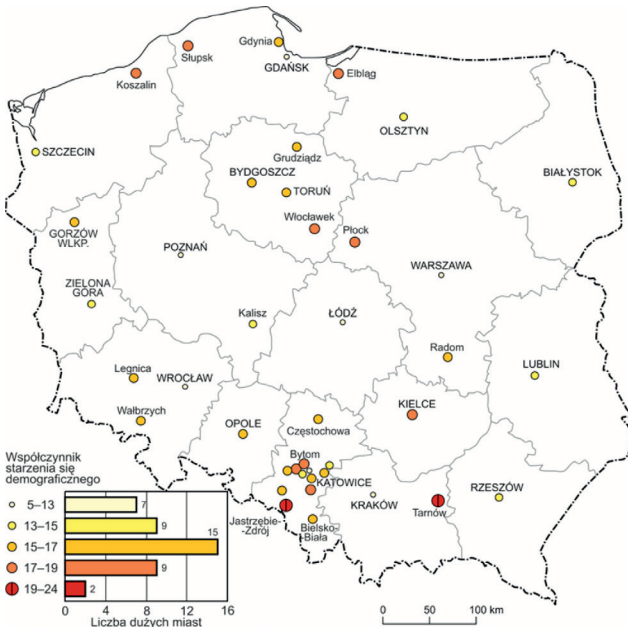 Gdynia
Słupsk
GDAŃSK
Koszalin
Elbląg
OLSZTYN
SZCZECIN
Grudziądz
BYDGOSZCZ
TORUŃ
BIAŁYSTOK
Włocławek
Płock
GORZÓW
WLKP.
POZNAŃ
WARSZAWA
ZIELONA
GÓRA
Kalisz
ŁÓDŹ
Radom
LUBLIN
Legnica
WROCŁAW
Wałbrzych
OPOLE
Częstochowa
KIELCE
Bytom
KATOWICE
KRAKÓW
Tarnów
RZESZÓW
Jastrzębie-
-Zdrój
Bielsko-
-Biała
Współczynnik
starzenia się
demograficznego
5–13 7
13–15 9
15–17 15
17–19 9
19–24 2
0 4 8 12 16
Liczba dużych miast
0 50 100 km